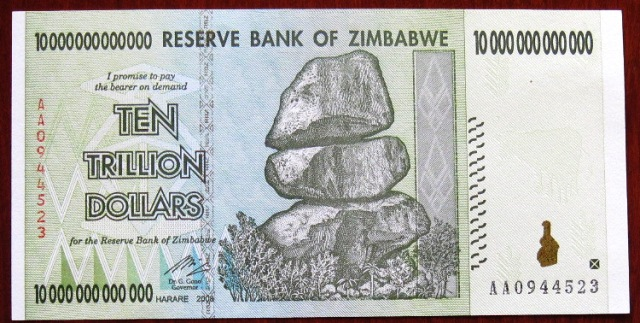 10000000000000 RESERVE BANK OF ZIMBABWE 10 000 000 000 000
I promise to pay
the bearer on demand
TEN
TRILLION
DOLLARS
for the Reserve Bank of Zimbabwe
Dr. G. Gono
Governor
10 000 000 000 000 HARARE 2008
AA0944523
AA0944523